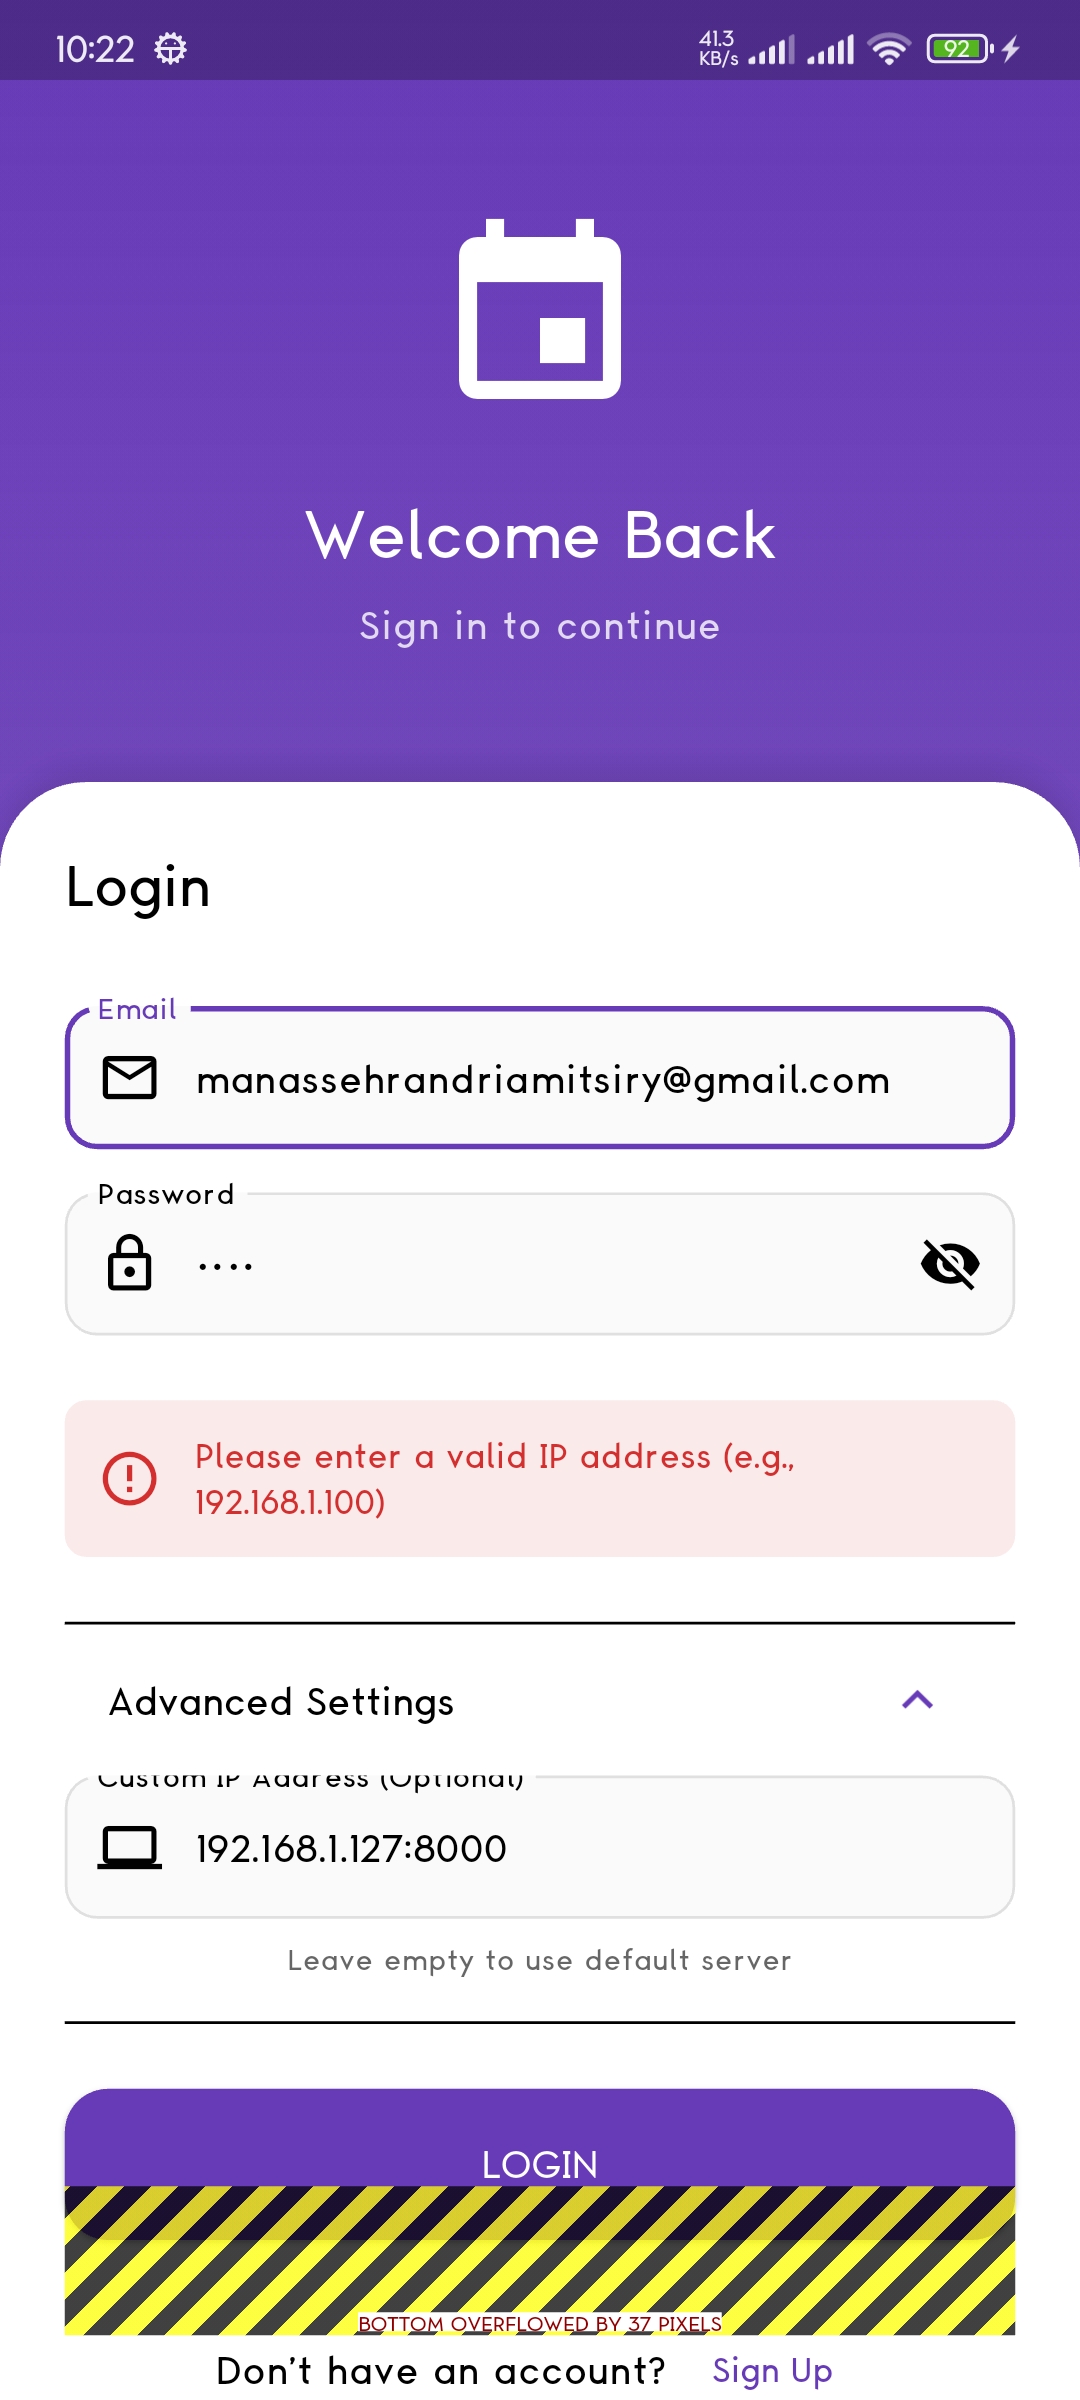 10:22
41.3
KB/s
92
Welcome Back
Sign in to continue
Login
Email
manassehrandriamitsiry@gmail.com
Password
····
Please enter a valid IP address (e.g.,
192.168.1.100)
Advanced Settings
Custom IP Address (Optional)
192.168.1.127:8000
Leave empty to use default server
LOGIN
BOTTOM OVERFLOWED BY 37 PIXELS
Don't have an account? Sign Up